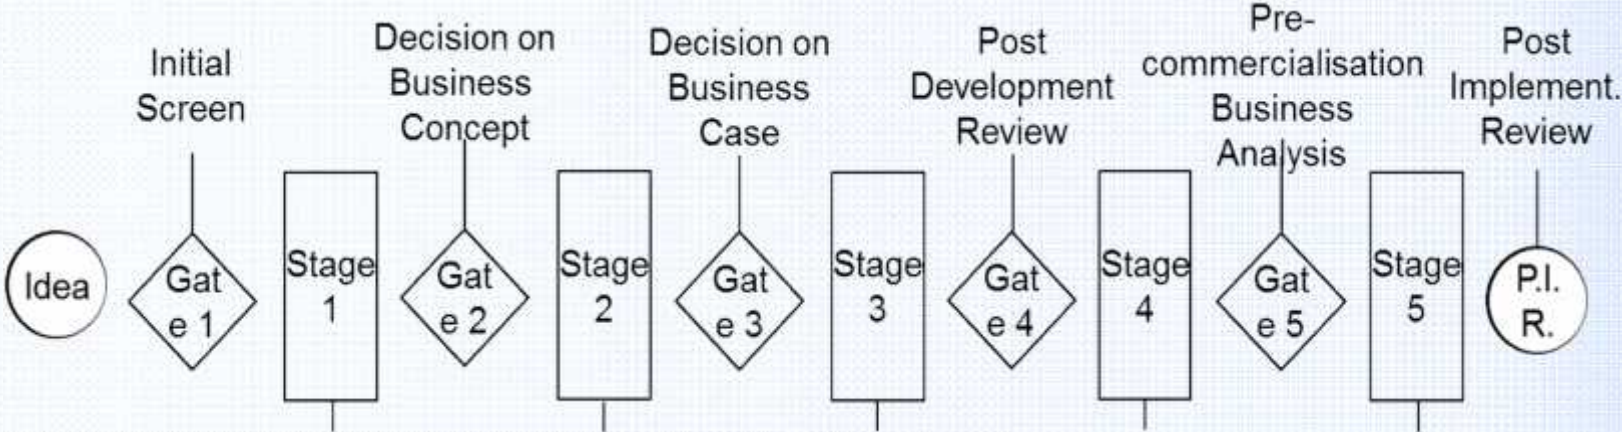 Initial
Screen
Decision on
Business
Concept
Decision on
Business
Case
Post
Development
Review
Pre-
commercialisation
Business
Analysis
Post
Implement.
Review
Idea
Gat
e 1
Stage
1
Gat
e 2
Stage
2
Gat
e 3
Stage
3
Gat
e 4
Stage
4
Gat
e 5
Stage
5
P.I.
R.